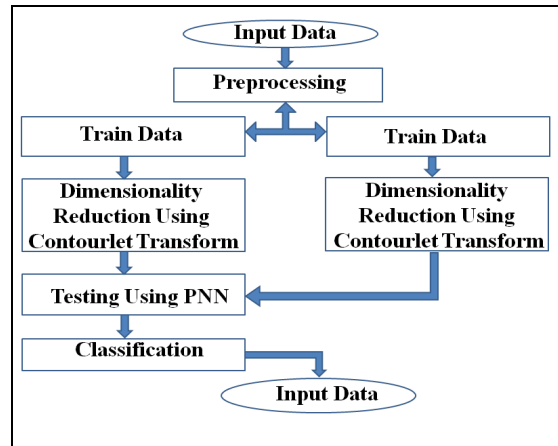 Input Data
Preprocessing
Train Data
Train Data
Dimensionality
Reduction Using
Contourlet Transform
Dimensionality
Reduction Using
Contourlet Transform
Testing Using PNN
Classification
Input Data